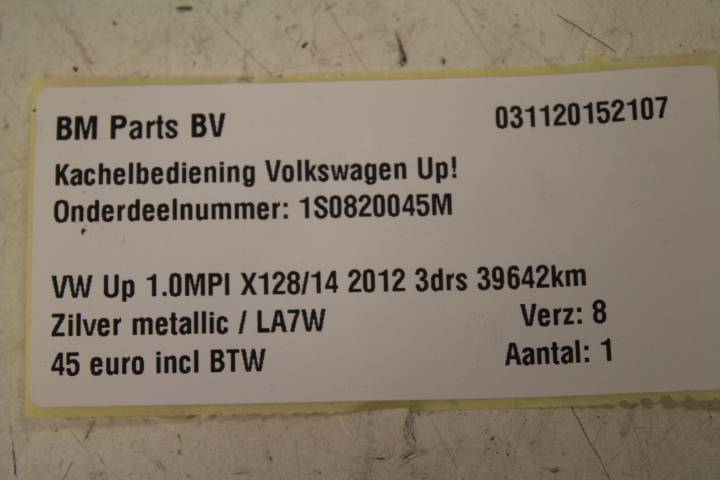 BM Parts BV 031120152107
Kachelbediening Volkswagen Up!
Onderdeelnummer: 1S0820045M
VW Up 1.0MPI X128/14 2012 3drs 39642km
Zilver metallic / LA7W Verz: 8
45 euro incl BTW Aantal: 1